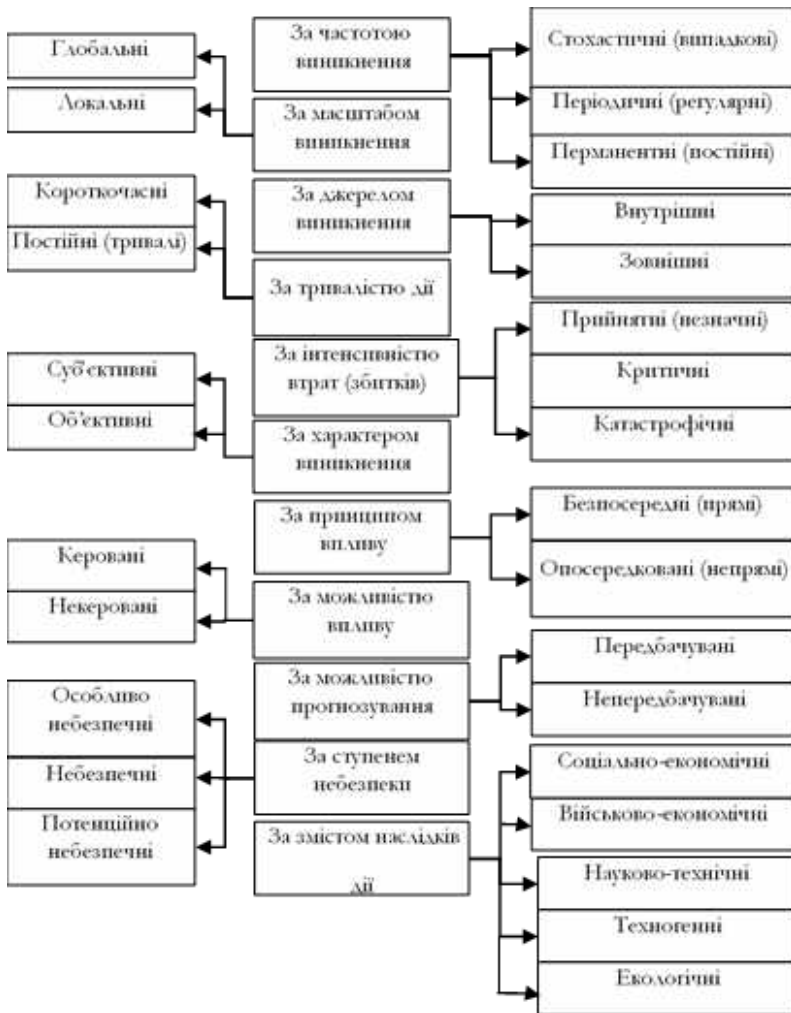 Глобальні
Локальні
Короткочасні
Постійні (тривалі)
Суб'єктивні
Об'єктивні
Керовані
Некеровані
Особливо
небезпечні
Небезпечні
Потенційно
небезпечні
За частотою
виникнення
За масштабом
виникнення
За джерелом
виникнення
За тривалістю дії
За інтенсивністю
втрат (збитків)
За характером
виникнення
За принципом
впливу
За можливістю
впливу
За можливістю
прогнозування
За ступенем
небезпеки
За змістом наслідків
дії
Стохастичні (випадкові)
Періодичні (регулярні)
Перманентні (постійні)
Внутрішні
Зовнішні
Прийнятні (незначні)
Критичні
Катастрофічні
Безпосередні (прямі)
Опосередковані (непрямі)
Передбачувані
Непередбачувані
Соціально-економічні
Військово-економічні
Науково-технічні
Техногенні
Екологічні